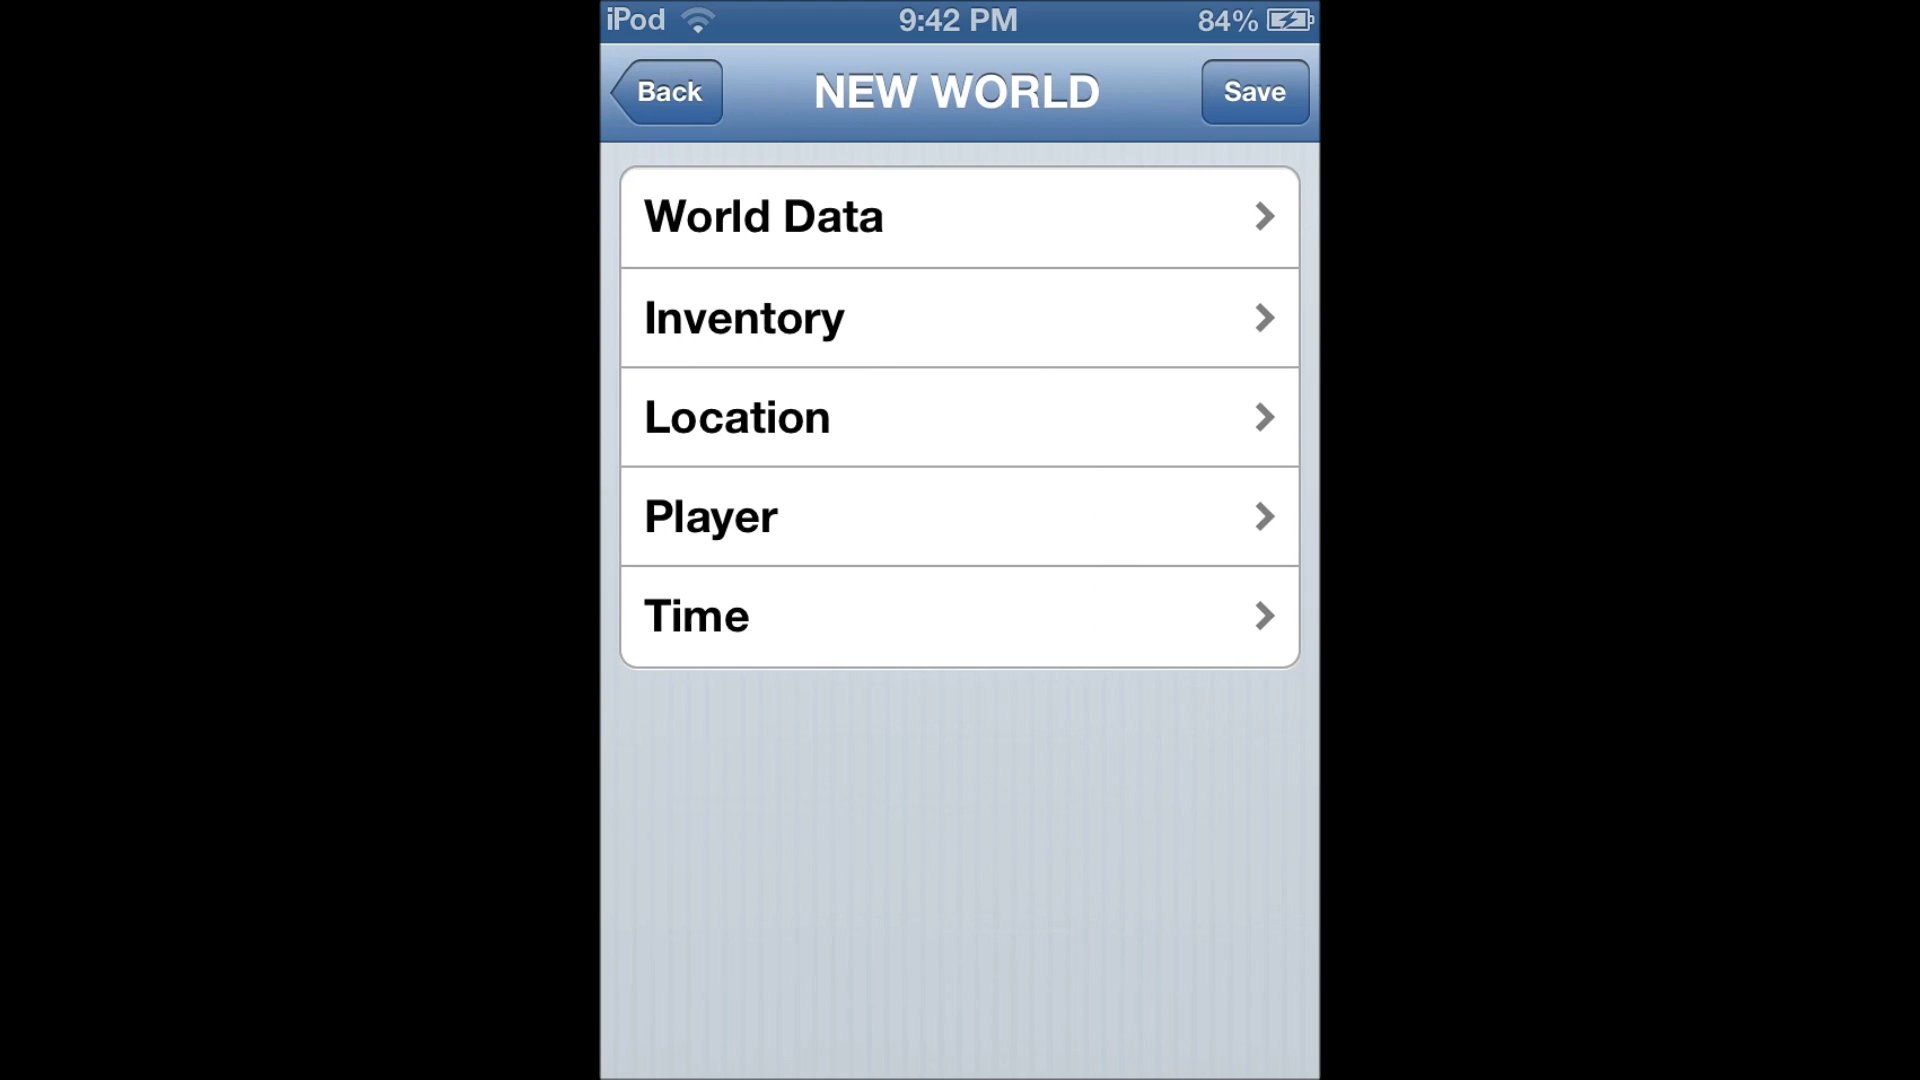 iPod 9:42 PM 84%
Back NEW WORLD Save
World Data
Inventory
Location
Player
Time